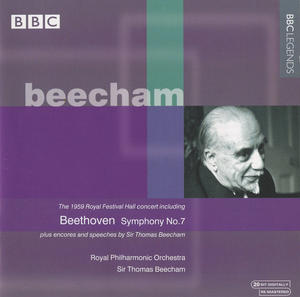 BBC
BBC LEGENDS
beecham
The 1959 Royal Festival Hall concert including
Beethoven Symphony No.7
plus encores and speeches by Sir Thomas Beecham
Royal Philharmonic Orchestra
Sir Thomas Beecham
20 BIT DIGITALLY
RE-MASTERED